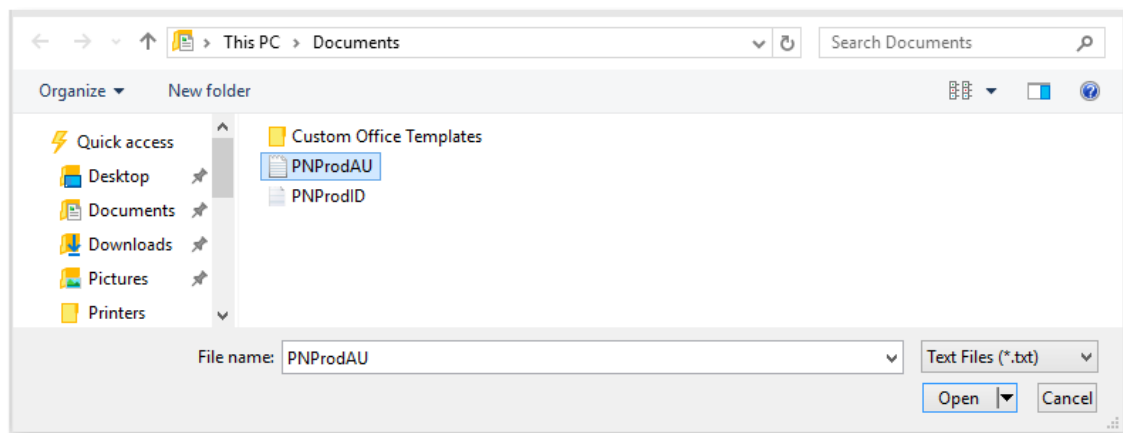 This PC > Documents
Search Documents
Organize
New folder
Quick access
Desktop
Documents
Downloads
Pictures
Printers
Custom Office Templates
PNProdAU
PNProdID
File name: PNProdAU
Text Files (*.txt)
Open
Cancel